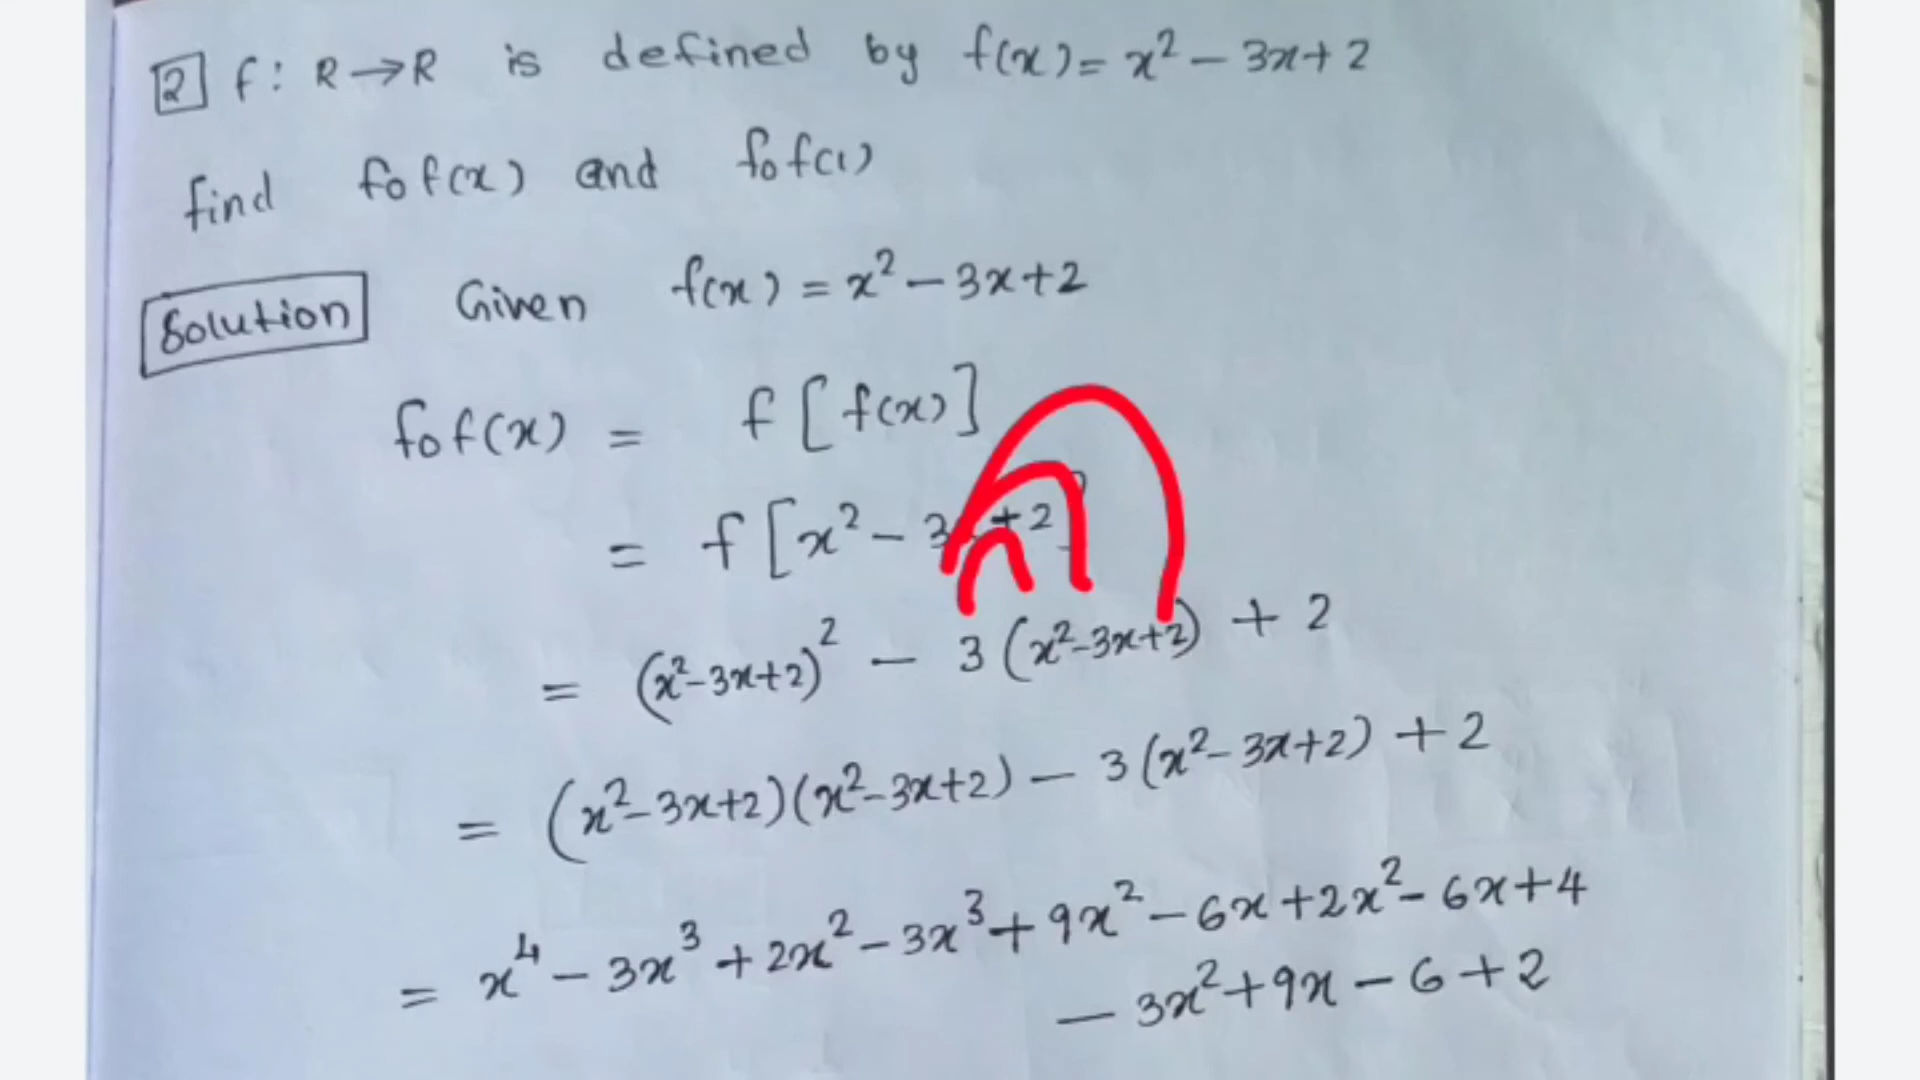 2 f: R→R is defined by f(x)= x² – 3x+2
find fof(x) and fof(1)
Solution Given f(x) = x² – 3x+2
fof(x) = f [f(x)]
= f [x² – 3 +2]
= (x²-3x+2)² – 3 (x²-3x+2) + 2
= (x²-3x+2)(x²-3x+2) – 3 (x²-3x+2) + 2
= x⁴ – 3x³ + 2x² – 3x³ + 9x² – 6x + 2x² – 6x + 4
– 3x² + 9x – 6 + 2